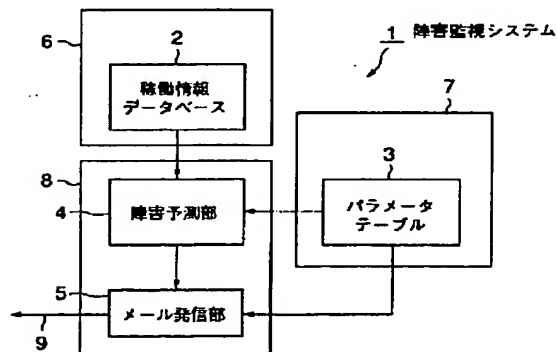 1 障害監視システム
6
2
稼働情報
データベース
7
8
3
4
障害予測部
パラメータ
テーブル
5
メール発信部
9